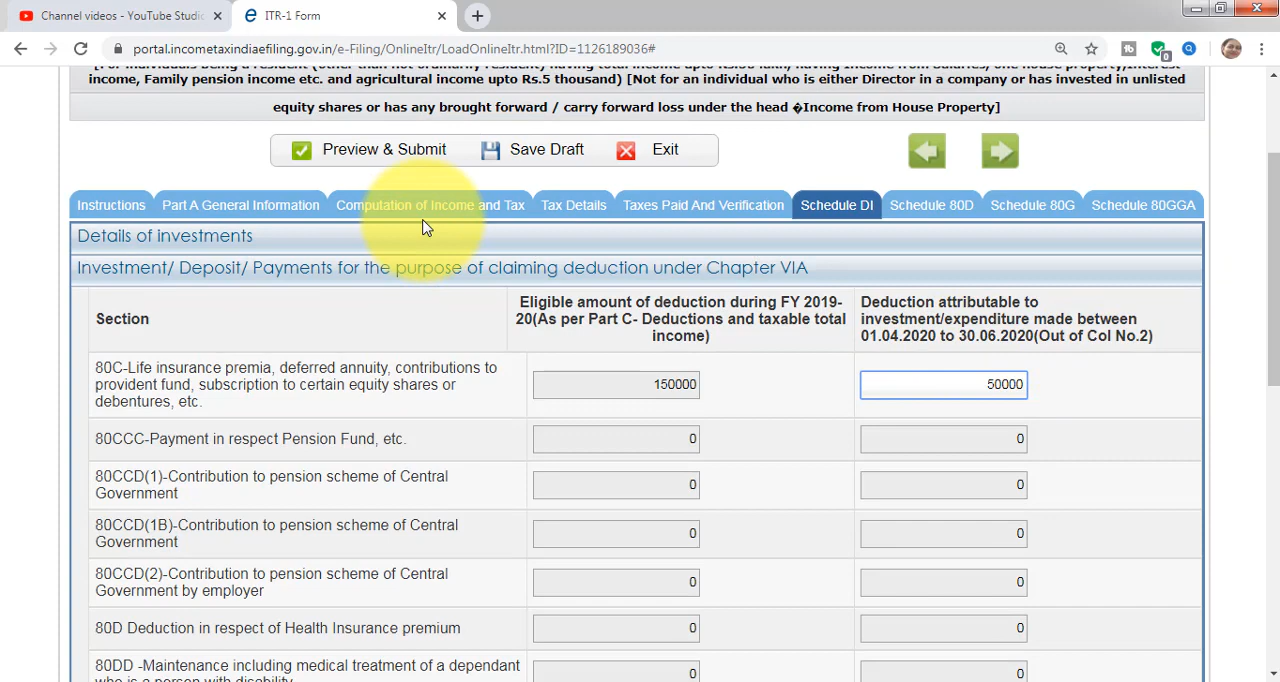 Channel videos - YouTube Studio
ITR-1 Form
portal.incometaxindiaefiling.gov.in/e-Filing/OnlineItr/LoadOnlineItr.html?ID=1126189036#
income, Family pension income etc. and agricultural income upto Rs.5 thousand) [Not for an individual who is either Director in a company or has invested in unlisted
equity shares or has any brought forward / carry forward loss under the head �Income from House Property]
Preview & Submit
Save Draft
Exit
Instructions
Part A General Information
Computation of Income and Tax
Tax Details
Taxes Paid And Verification
Schedule DI
Schedule 80D
Schedule 80G
Schedule 80GGA
Details of investments
Investment/ Deposit/ Payments for the purpose of claiming deduction under Chapter VIA
Section
Eligible amount of deduction during FY 2019-
20(As per Part C- Deductions and taxable total
income)
Deduction attributable to
investment/expenditure made between
01.04.2020 to 30.06.2020(Out of Col No.2)
80C-Life insurance premia, deferred annuity, contributions to
provident fund, subscription to certain equity shares or
debentures, etc.
150000
50000
80CCC-Payment in respect Pension Fund, etc.
0
0
80CCD(1)-Contribution to pension scheme of Central
Government
0
0
80CCD(1B)-Contribution to pension scheme of Central
Government
0
0
80CCD(2)-Contribution to pension scheme of Central
Government by employer
0
0
80D Deduction in respect of Health Insurance premium
0
0
80DD -Maintenance including medical treatment of a dependant
who is a person with disability
0
0